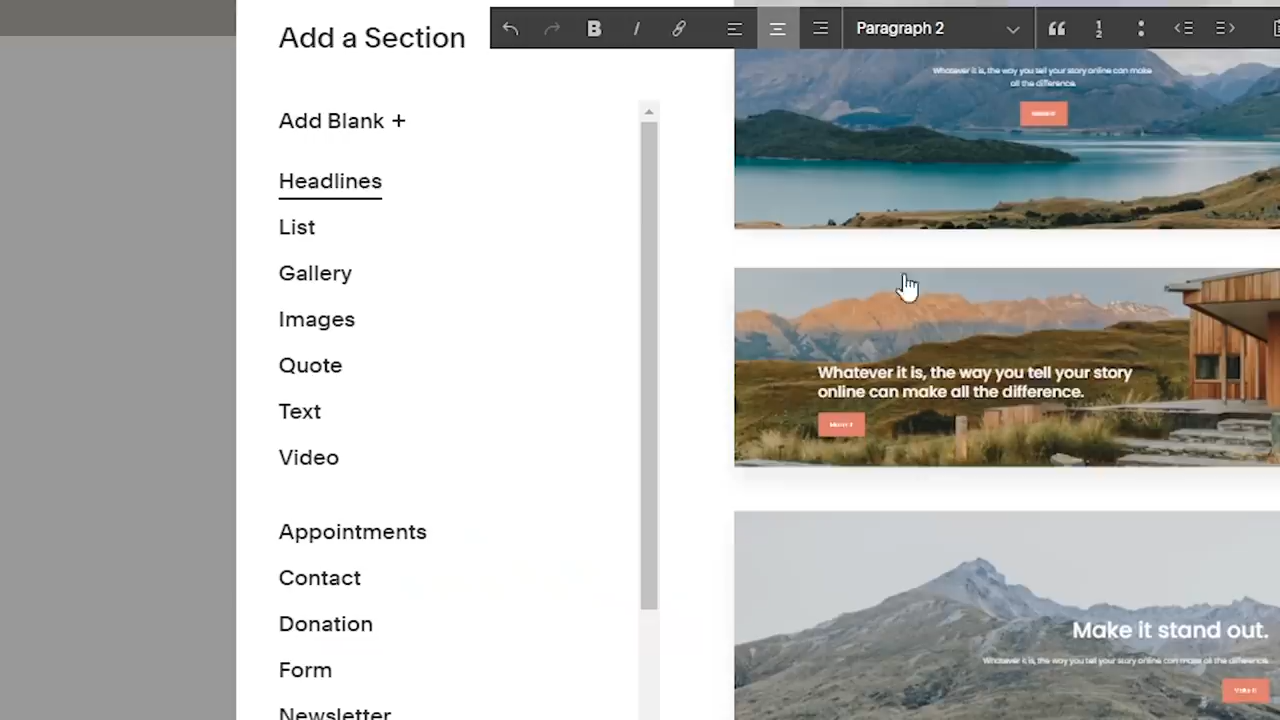 Add a Section
B
I
Paragraph 2
Add Blank +
Headlines
List
Gallery
Images
Quote
Text
Video
Appointments
Contact
Donation
Form
Newsletter
Whatever it is, the way you tell your story online can make
all the difference.
Whatever it is, the way you tell your story
online can make all the difference.
Make it stand out.
Whatever it is, the way you tell your story online can make all the difference.